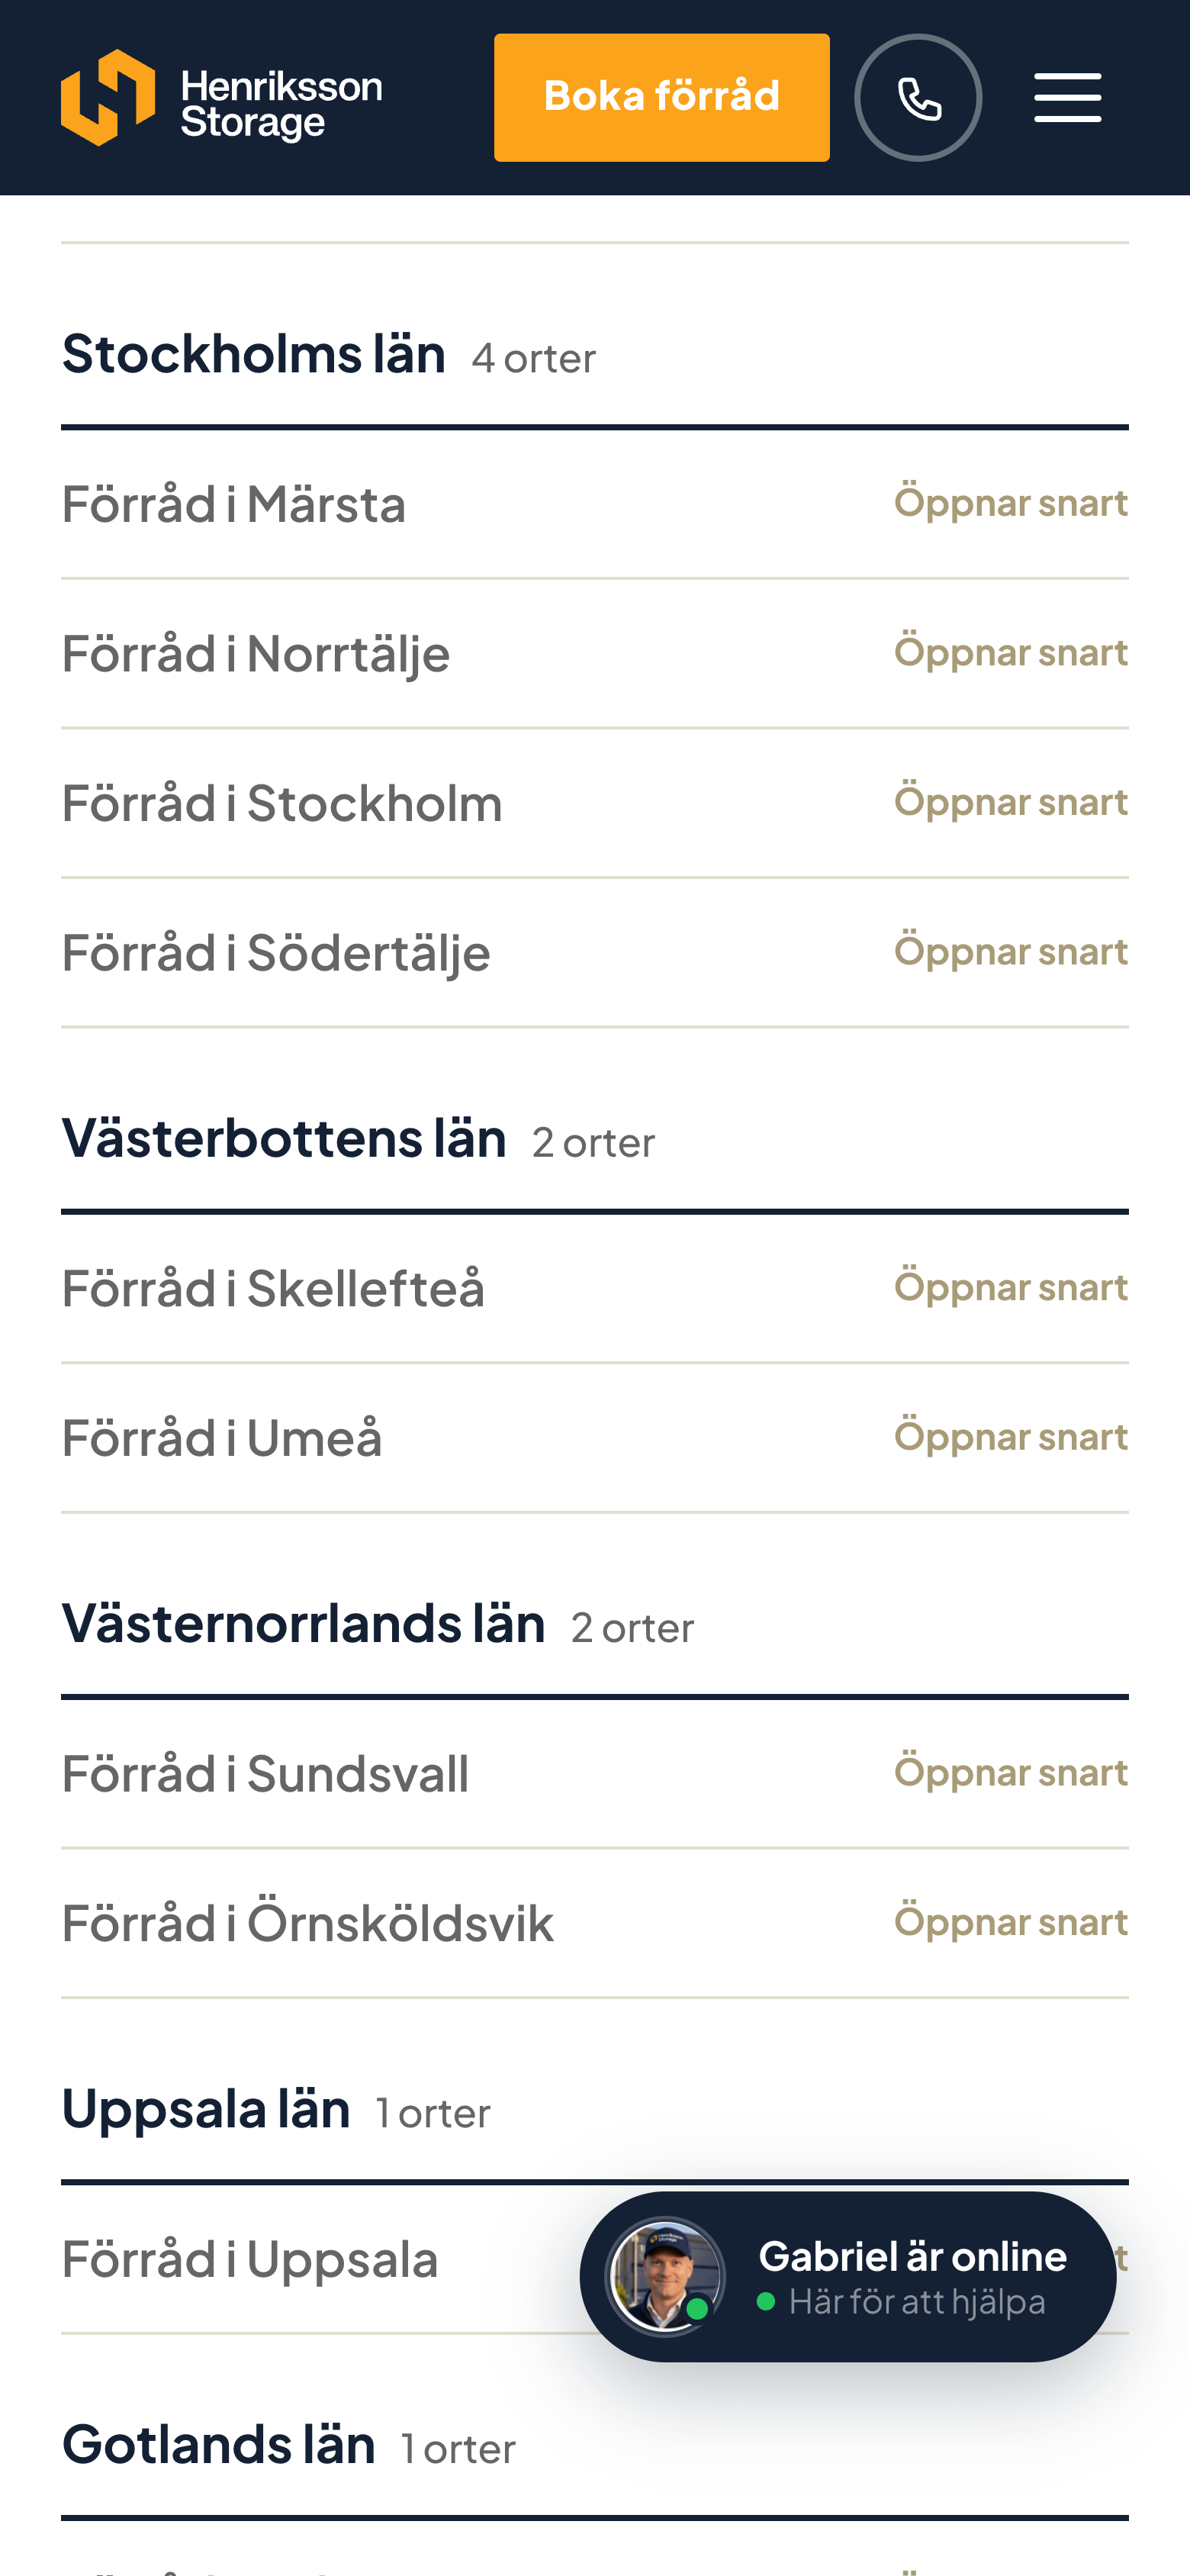 Henriksson
Storage
Boka förråd
Stockholms län 4 orter
Förråd i Märsta Öppnar snart
Förråd i Norrtälje Öppnar snart
Förråd i Stockholm Öppnar snart
Förråd i Södertälje Öppnar snart
Västerbottens län 2 orter
Förråd i Skellefteå Öppnar snart
Förråd i Umeå Öppnar snart
Västernorrlands län 2 orter
Förråd i Sundsvall Öppnar snart
Förråd i Örnsköldsvik Öppnar snart
Uppsala län 1 orter
Förråd i Uppsala
Gabriel är online
Här för att hjälpa
Gotlands län 1 orter